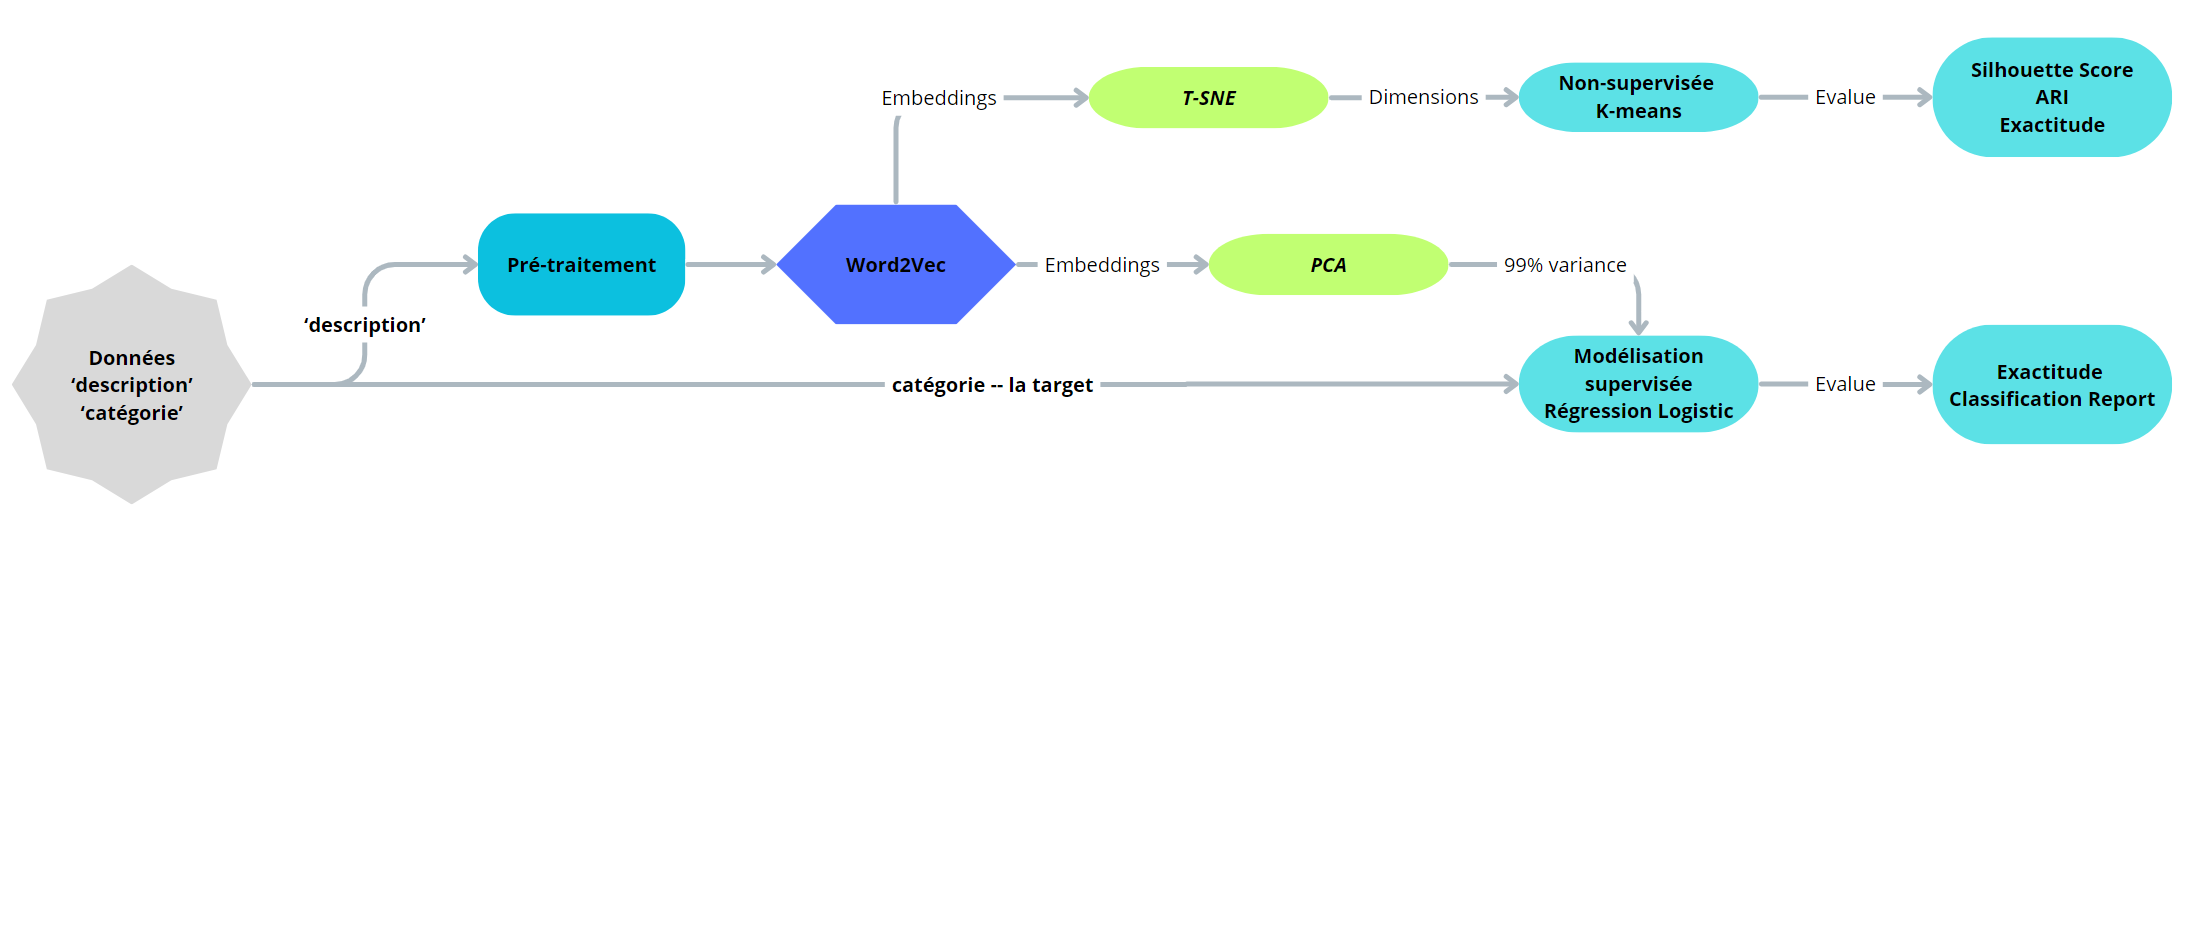 Données
‘description’
‘catégorie’
‘description’
Pré-traitement
Word2Vec
Embeddings
T-SNE
Dimensions
Non-supervisée
K-means
Evalue
Silhouette Score
ARI
Exactitude
Embeddings
PCA
99% variance
catégorie -- la target
Modélisation
supervisée
Régression Logistic
Evalue
Exactitude
Classification Report